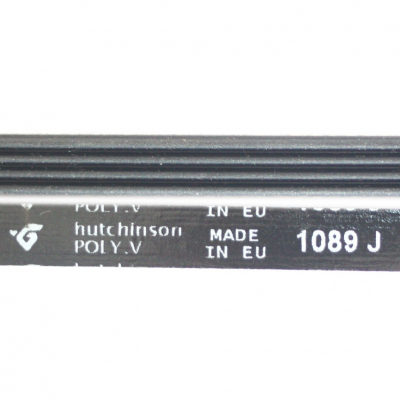 POLY.V IN EU
hutchinson MADE 1089 J
POLY.V IN EU